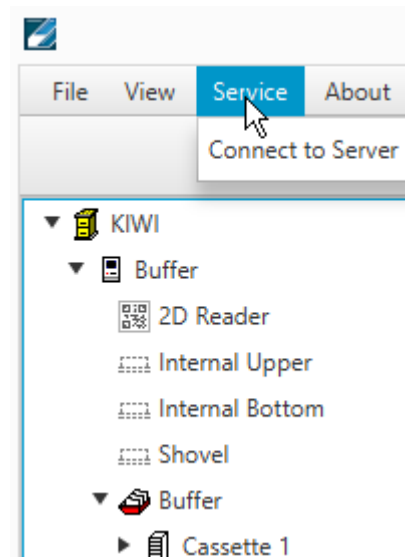 File View Service About
Connect to Server
KIWI
Buffer
2D Reader
Internal Upper
Internal Bottom
Shovel
Buffer
Cassette 1